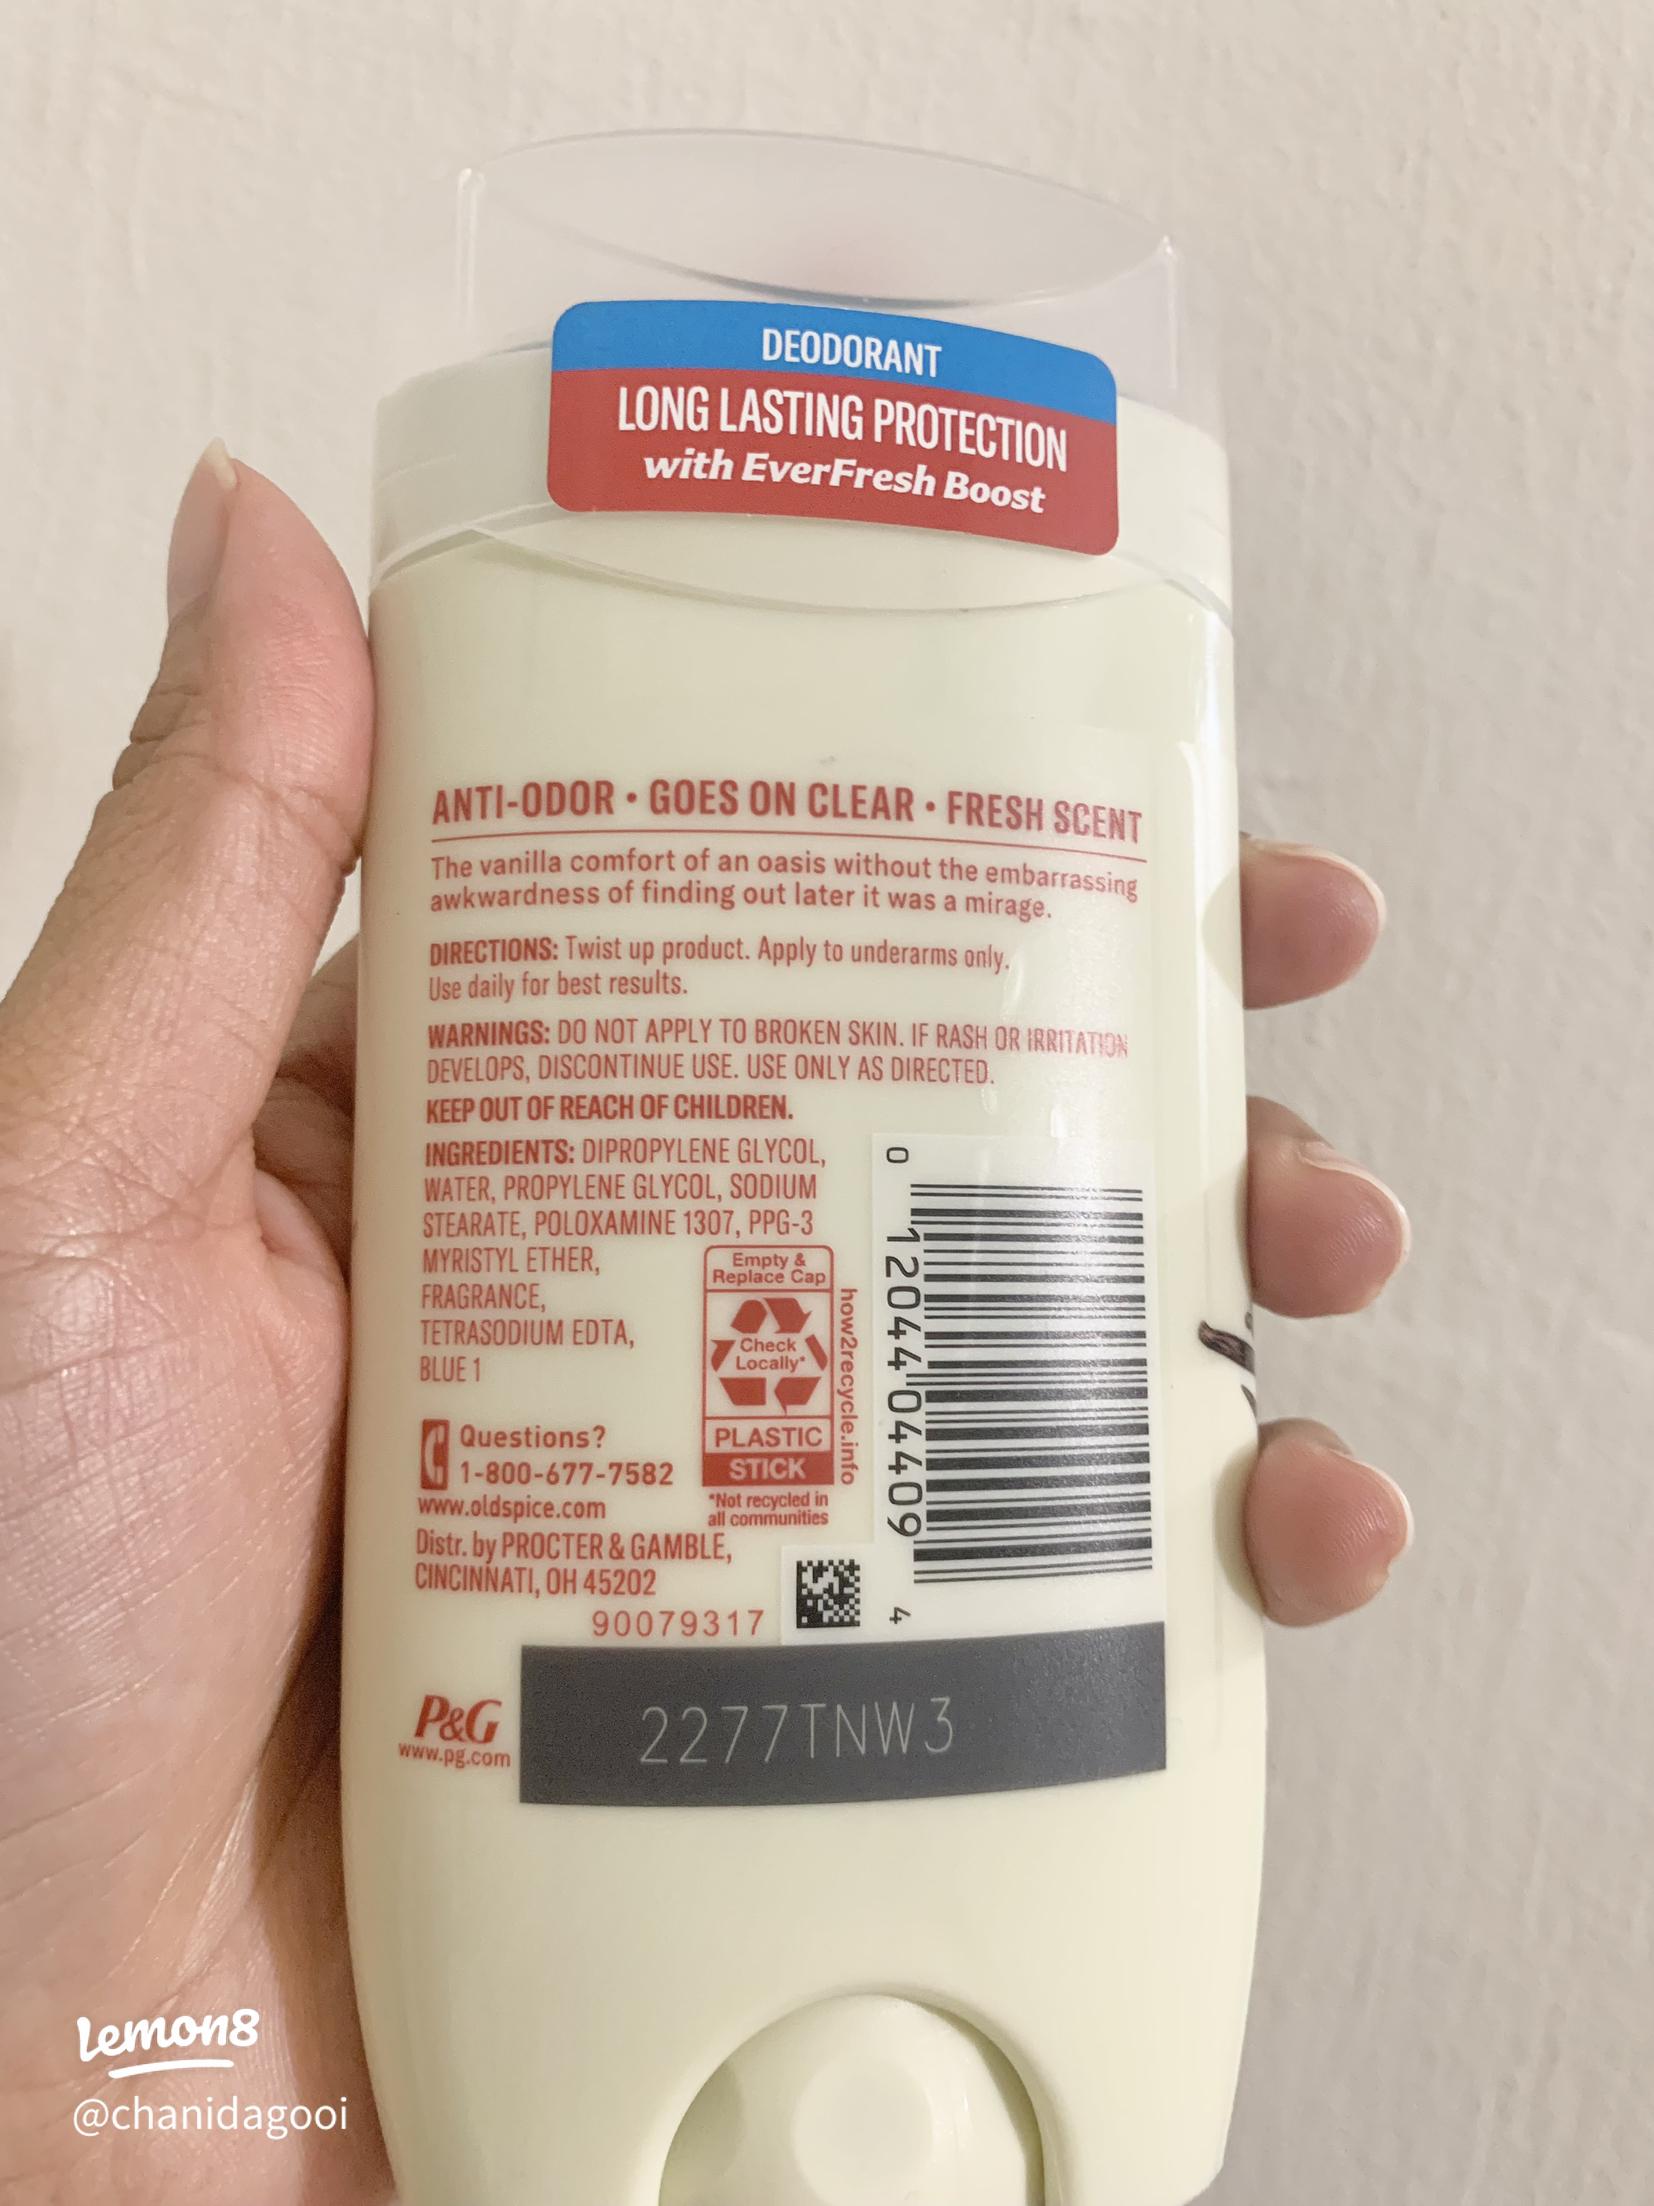 DEODORANT
LONG LASTING PROTECTION
with EverFresh Boost
ANTI-ODOR • GOES ON CLEAR • FRESH SCENT
The vanilla comfort of an oasis without the embarrassing
awkwardness of finding out later it was a mirage.
DIRECTIONS: Twist up product. Apply to underarms only.
Use daily for best results.
WARNINGS: DO NOT APPLY TO BROKEN SKIN. IF RASH OR IRRITATION
DEVELOPS, DISCONTINUE USE. USE ONLY AS DIRECTED.
KEEP OUT OF REACH OF CHILDREN.
INGREDIENTS: DIPROPYLENE GLYCOL,
WATER, PROPYLENE GLYCOL, SODIUM
STEARATE, POLOXAMINE 1307, PPG-3
MYRISTYL ETHER,
FRAGRANCE,
TETRASODIUM EDTA,
BLUE 1
Empty &
Replace Cap
Check
Locally*
PLASTIC
STICK
how2recycle.info
*Not recycled in
all communities
0 12044 04409 4
Questions?
1-800-677-7582
www.oldspice.com
Distr. by PROCTER & GAMBLE,
CINCINNATI, OH 45202
90079317
P&G
www.pg.com
2277TNW3
Lemon8
@chanidagooi